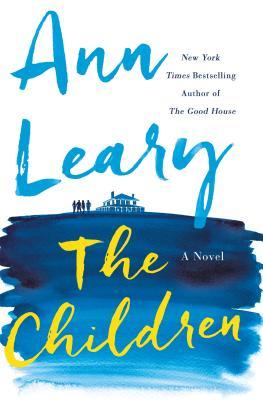 Ann
New York
Times Bestselling
Author of
The Good House
Leary
The
A Novel
Children